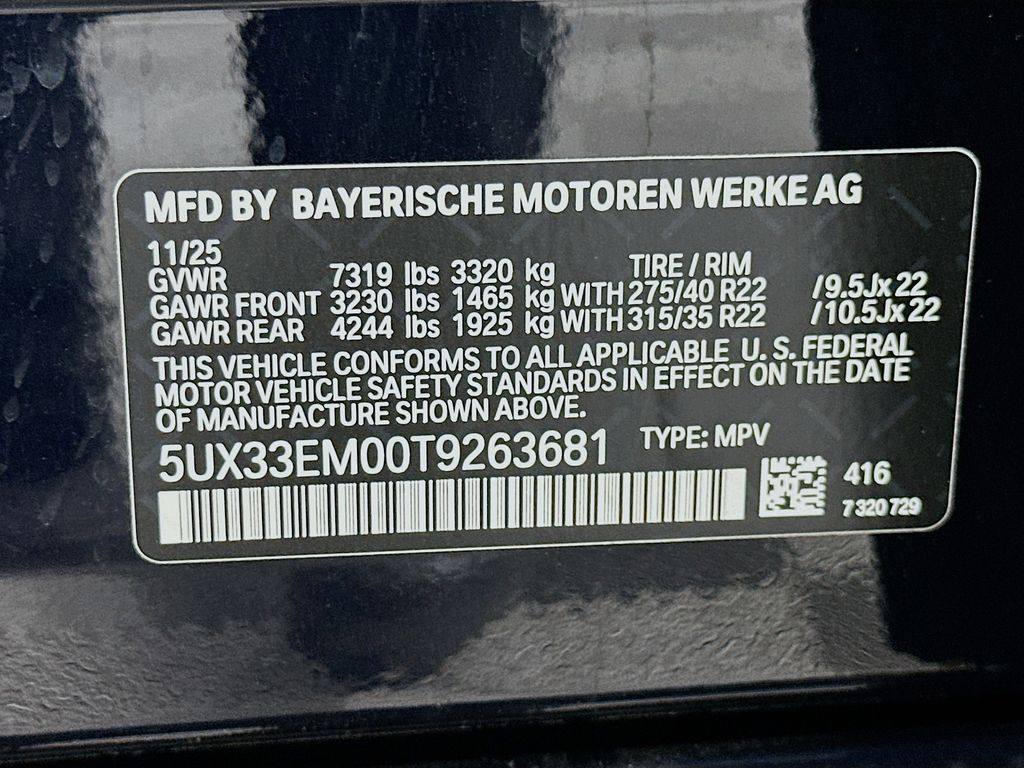 MFD BY BAYERISCHE MOTOREN WERKE AG
11/25
TIRE / RIM
GVWR 7319 lbs 3320 kg
GAWR FRONT 3230 lbs 1465 kg WITH 275/40 R22 /9.5Jx22
GAWR REAR 4244 lbs 1925 kg WITH 315/35 R22 /10.5Jx22
THIS VEHICLE CONFORMS TO ALL APPLICABLE U. S. FEDERAL
MOTOR VEHICLE SAFETY STANDARDS IN EFFECT ON THE DATE
OF MANUFACTURE SHOWN ABOVE.
5UX33EM00T9263681 TYPE: MPV
416
7 320 729